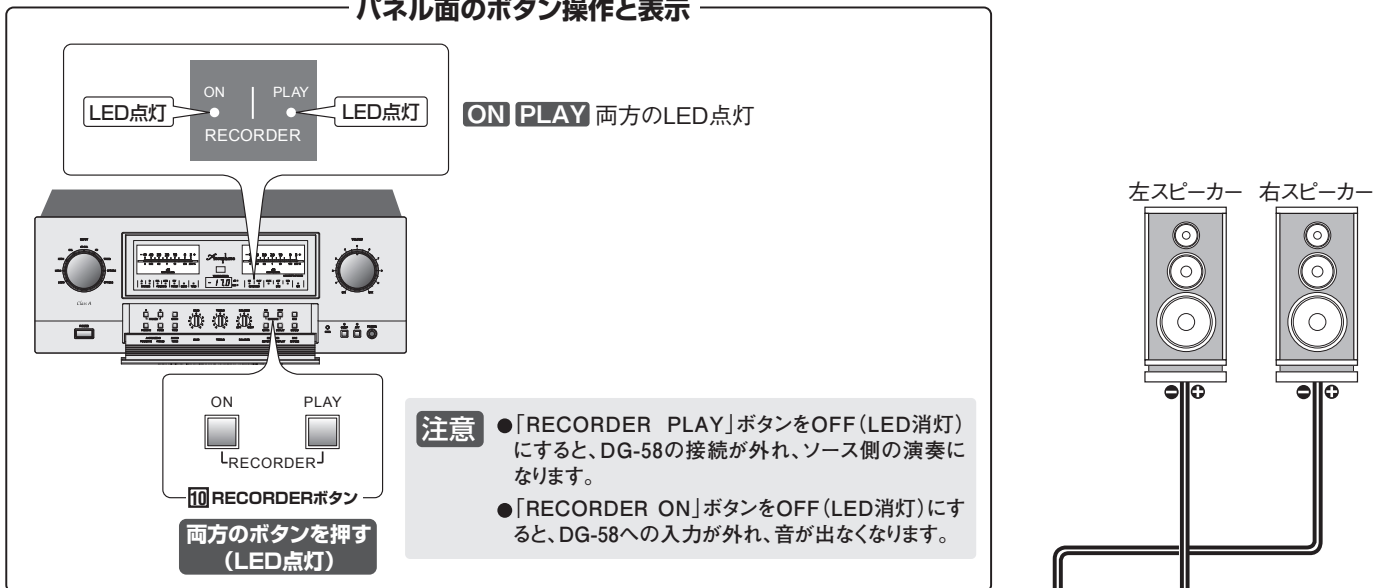 パネル面のボタン操作と表示
ON PLAY
LED点灯 LED点灯
RECORDER
ON PLAY 両方のLED点灯
Accuphase
-17.0
Class A
ON PLAY
RECORDER
10 RECORDERボタン
両方のボタンを押す
(LED点灯)
注意
●「RECORDER PLAY」ボタンをOFF(LED消灯)
にすると、DG-58の接続が外れ、ソース側の演奏に
なります。
●「RECORDER ON」ボタンをOFF(LED消灯)にす
ると、DG-58への入力が外れ、音が出なくなります。
左スピーカー 右スピーカー